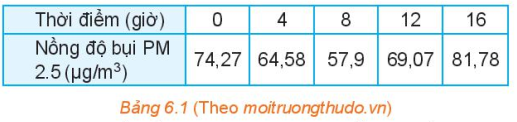 Thời điểm (giờ) 0 4 8 12 16
Nồng độ bụi PM 2.5 (µg/m³) 74,27 64,58 57,9 69,07 81,78
Bảng 6.1 (Theo moitruongthudo.vn)